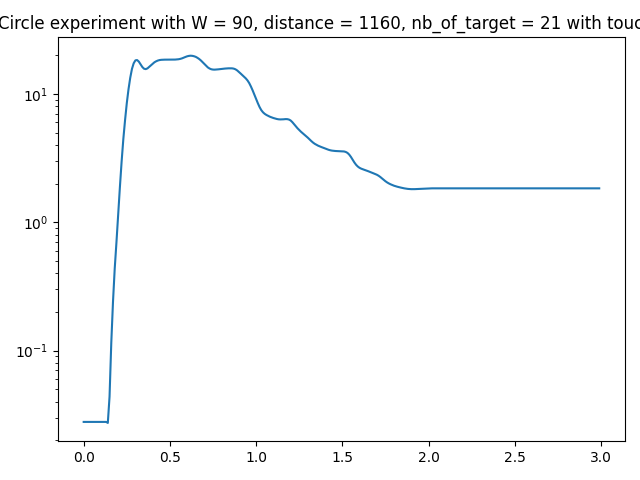 Circle experiment with W = 90, distance = 1160, nb_of_target = 21 with touc
10¹
10⁰
10⁻¹
0.0 0.5 1.0 1.5 2.0 2.5 3.0